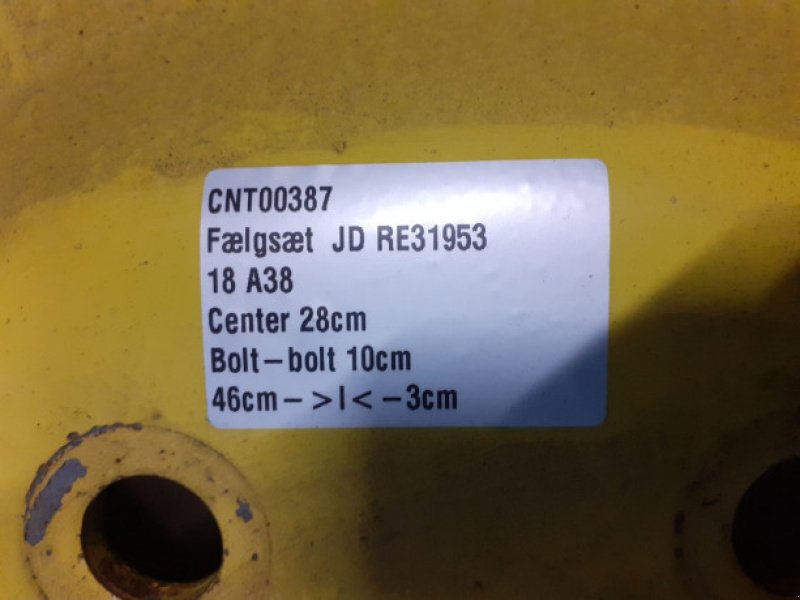 CNT00387
Fælgsæt JD RE31953
18 A38
Center 28cm
Bolt-bolt 10cm
46cm->|<-3cm